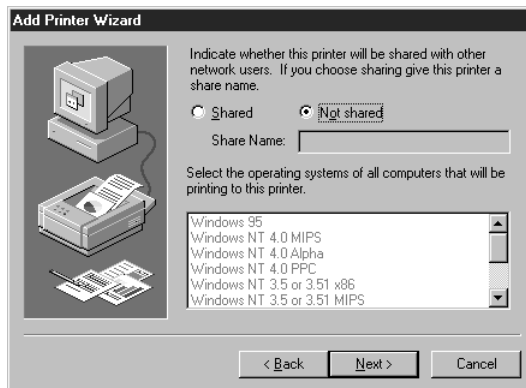 Add Printer Wizard
Indicate whether this printer will be shared with other
network users. If you choose sharing give this printer a
share name.
Shared Not shared
Share Name:
Select the operating systems of all computers that will be
printing to this printer.
Windows 95
Windows NT 4.0 MIPS
Windows NT 4.0 Alpha
Windows NT 4.0 PPC
Windows NT 3.5 or 3.51 x86
Windows NT 3.5 or 3.51 MIPS
< Back Next > Cancel